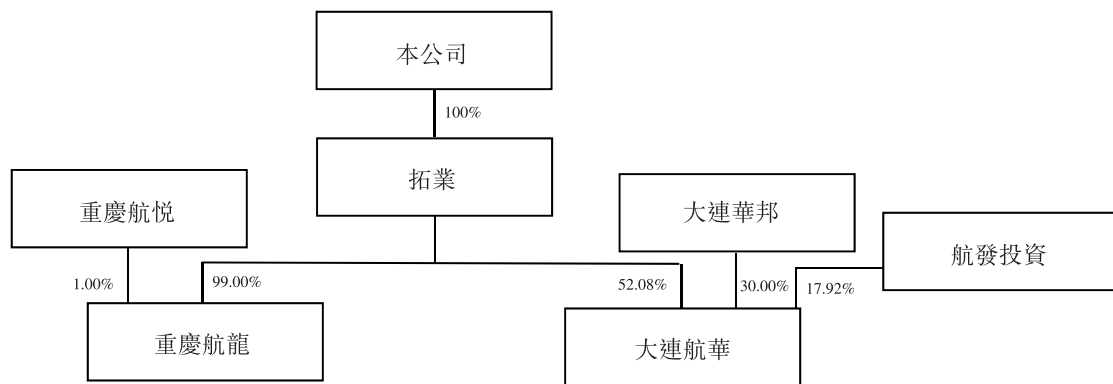 本公司
100%
拓業
重慶航悦
大連華邦
航發投資
1.00%
99.00%
52.08%
30.00%
17.92%
重慶航龍
大連航華